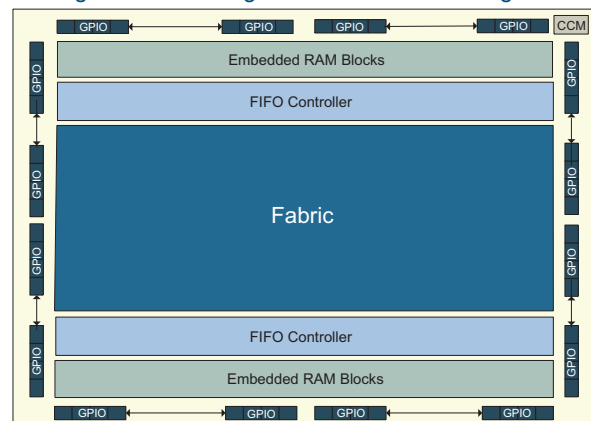 GPIO GPIO GPIO GPIO CCM
Embedded RAM Blocks
GPIO GPIO
FIFO Controller
GPIO GPIO
Fabric
GPIO GPIO
FIFO Controller
GPIO GPIO
Embedded RAM Blocks
GPIO GPIO GPIO GPIO